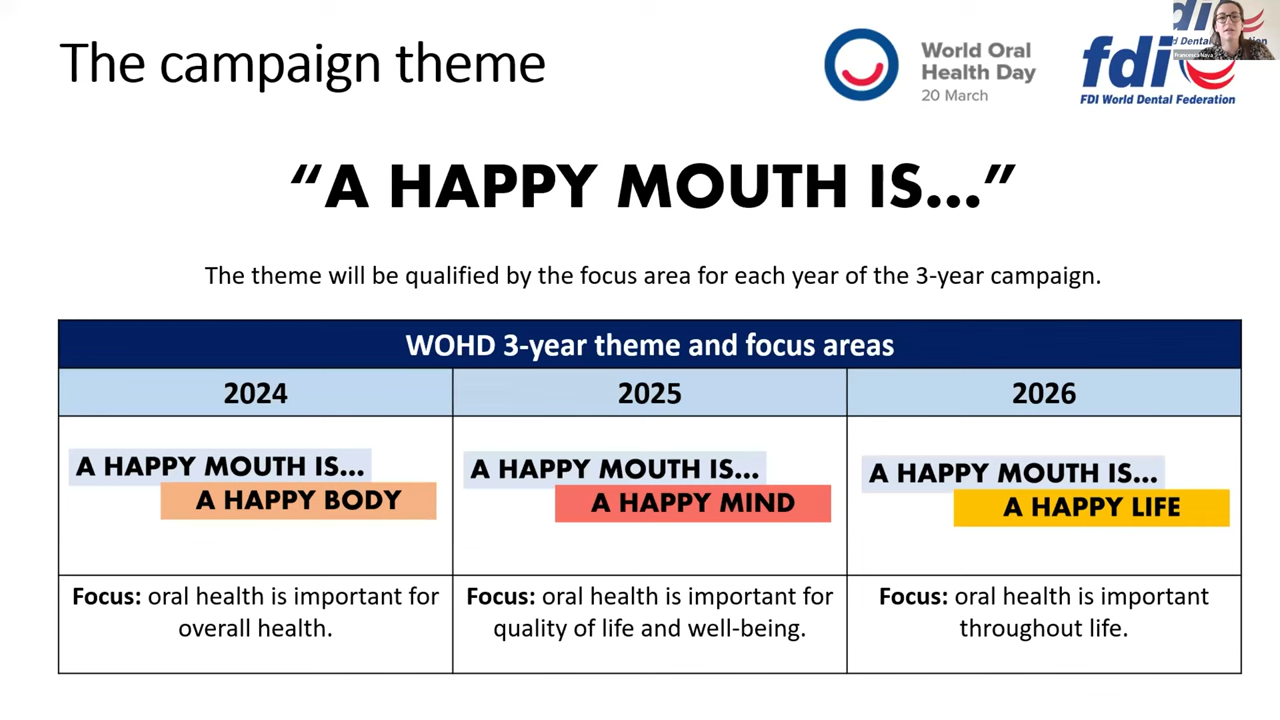 The campaign theme
World Oral
Health Day
20 March
fdi
FDI World Dental Federation
“A HAPPY MOUTH IS...”
The theme will be qualified by the focus area for each year of the 3-year campaign.
WOHD 3-year theme and focus areas
2024
2025
2026
A HAPPY MOUTH IS...
A HAPPY BODY
A HAPPY MOUTH IS...
A HAPPY MIND
A HAPPY MOUTH IS...
A HAPPY LIFE
Focus: oral health is important for
overall health.
Focus: oral health is important for
quality of life and well-being.
Focus: oral health is important
throughout life.